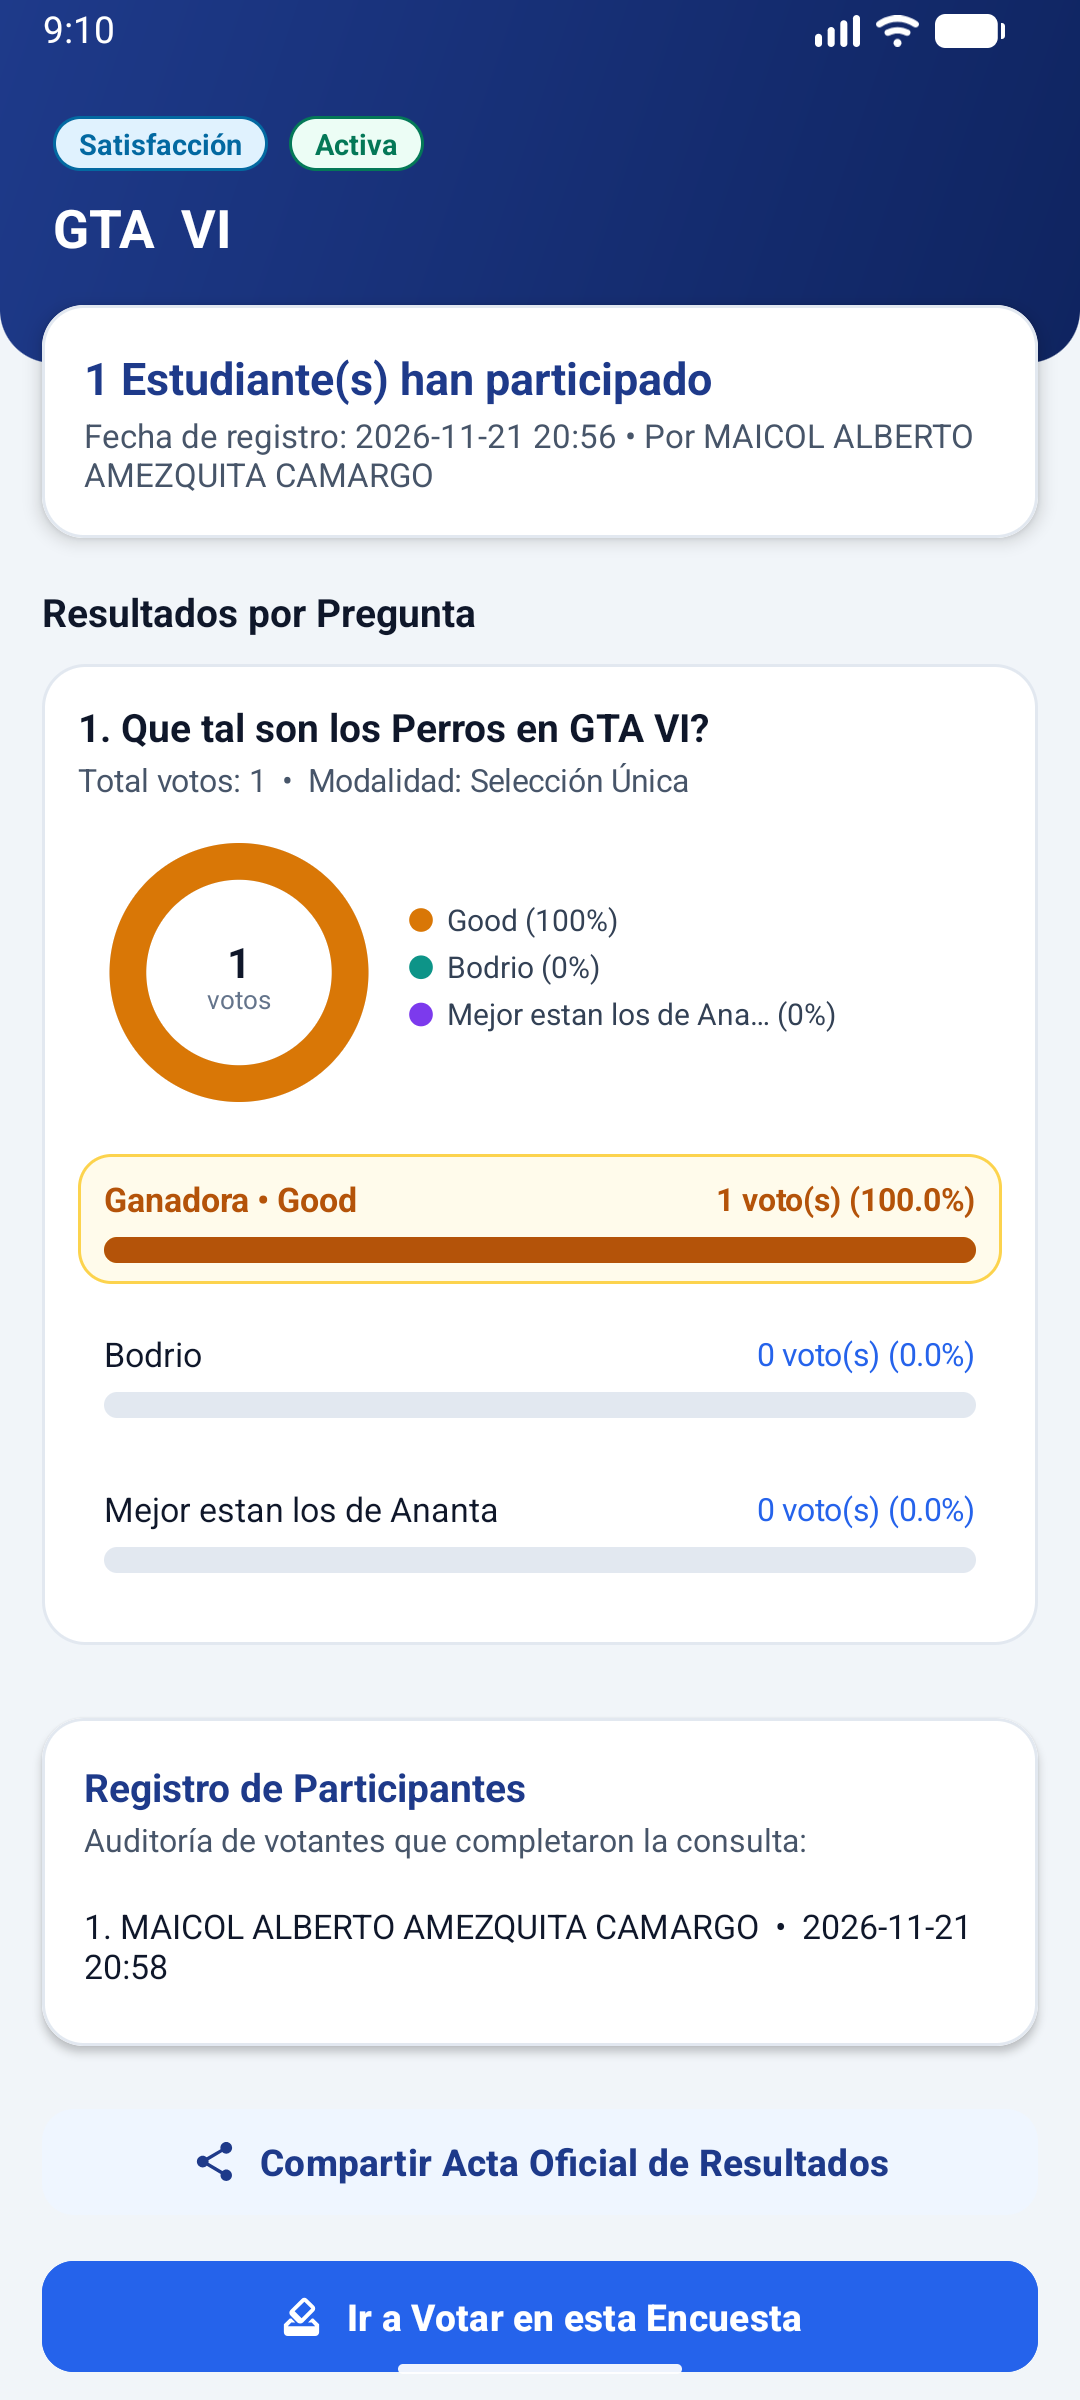 9:10
Satisfacción Activa
GTA VI
1 Estudiante(s) han participado
Fecha de registro: 2026-11-21 20:56 • Por MAICOL ALBERTO
AMEZQUITA CAMARGO
Resultados por Pregunta
1. Que tal son los Perros en GTA VI?
Total votos: 1 • Modalidad: Selección Única
1
votos
Good (100%)
Bodrio (0%)
Mejor estan los de Ana... (0%)
Ganadora • Good 1 voto(s) (100.0%)
Bodrio 0 voto(s) (0.0%)
Mejor estan los de Ananta 0 voto(s) (0.0%)
Registro de Participantes
Auditoría de votantes que completaron la consulta:
1. MAICOL ALBERTO AMEZQUITA CAMARGO • 2026-11-21
20:58
Compartir Acta Oficial de Resultados
Ir a Votar en esta Encuesta